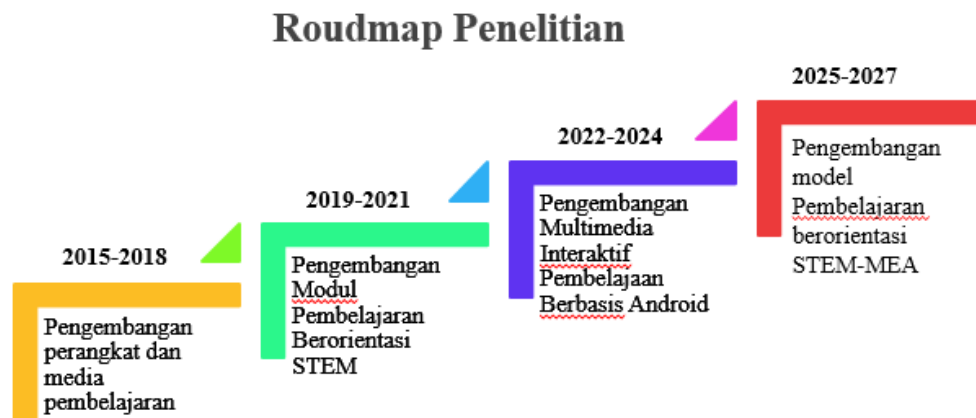 Roudmap Penelitian
2015-2018
Pengembangan
perangkat dan
media
pembelajaran
2019-2021
Pengembangan
Modul
Pembelajaran
Berorientasi
STEM
2022-2024
Pengembangan
Multimedia
Interaktif
Pembelajaan
Berbasis Android
2025-2027
Pengembangan
model
Pembelajaran
berorientasi
STEM-MEA